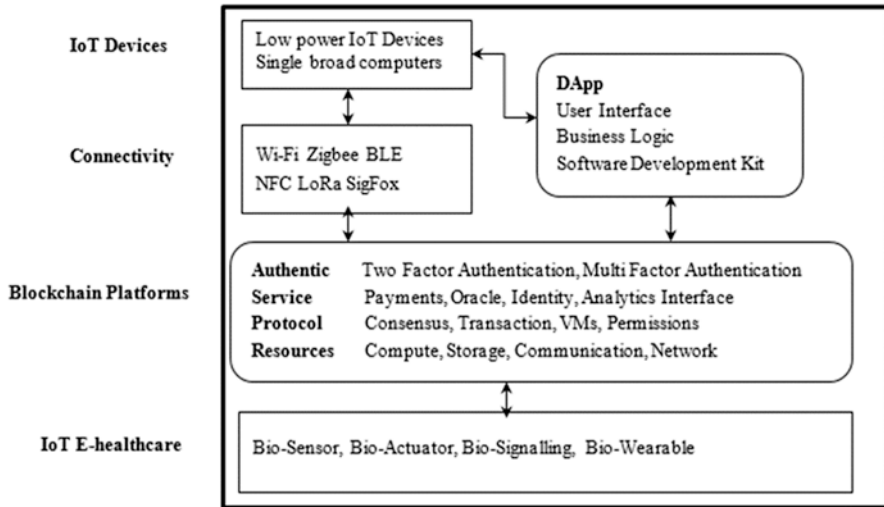 IoT Devices
Low power IoT Devices
Single broad computers
DApp
User Interface
Business Logic
Software Development Kit
Connectivity
Wi-Fi Zigbee BLE
NFC LoRa SigFox
Blockchain Platforms
Authentic Two Factor Authentication, Multi Factor Authentication
Service Payments, Oracle, Identity, Analytics Interface
Protocol Consensus, Transaction, VMs, Permissions
Resources Compute, Storage, Communication, Network
IoT E-healthcare
Bio-Sensor, Bio-Actuator, Bio-Signalling, Bio-Wearable